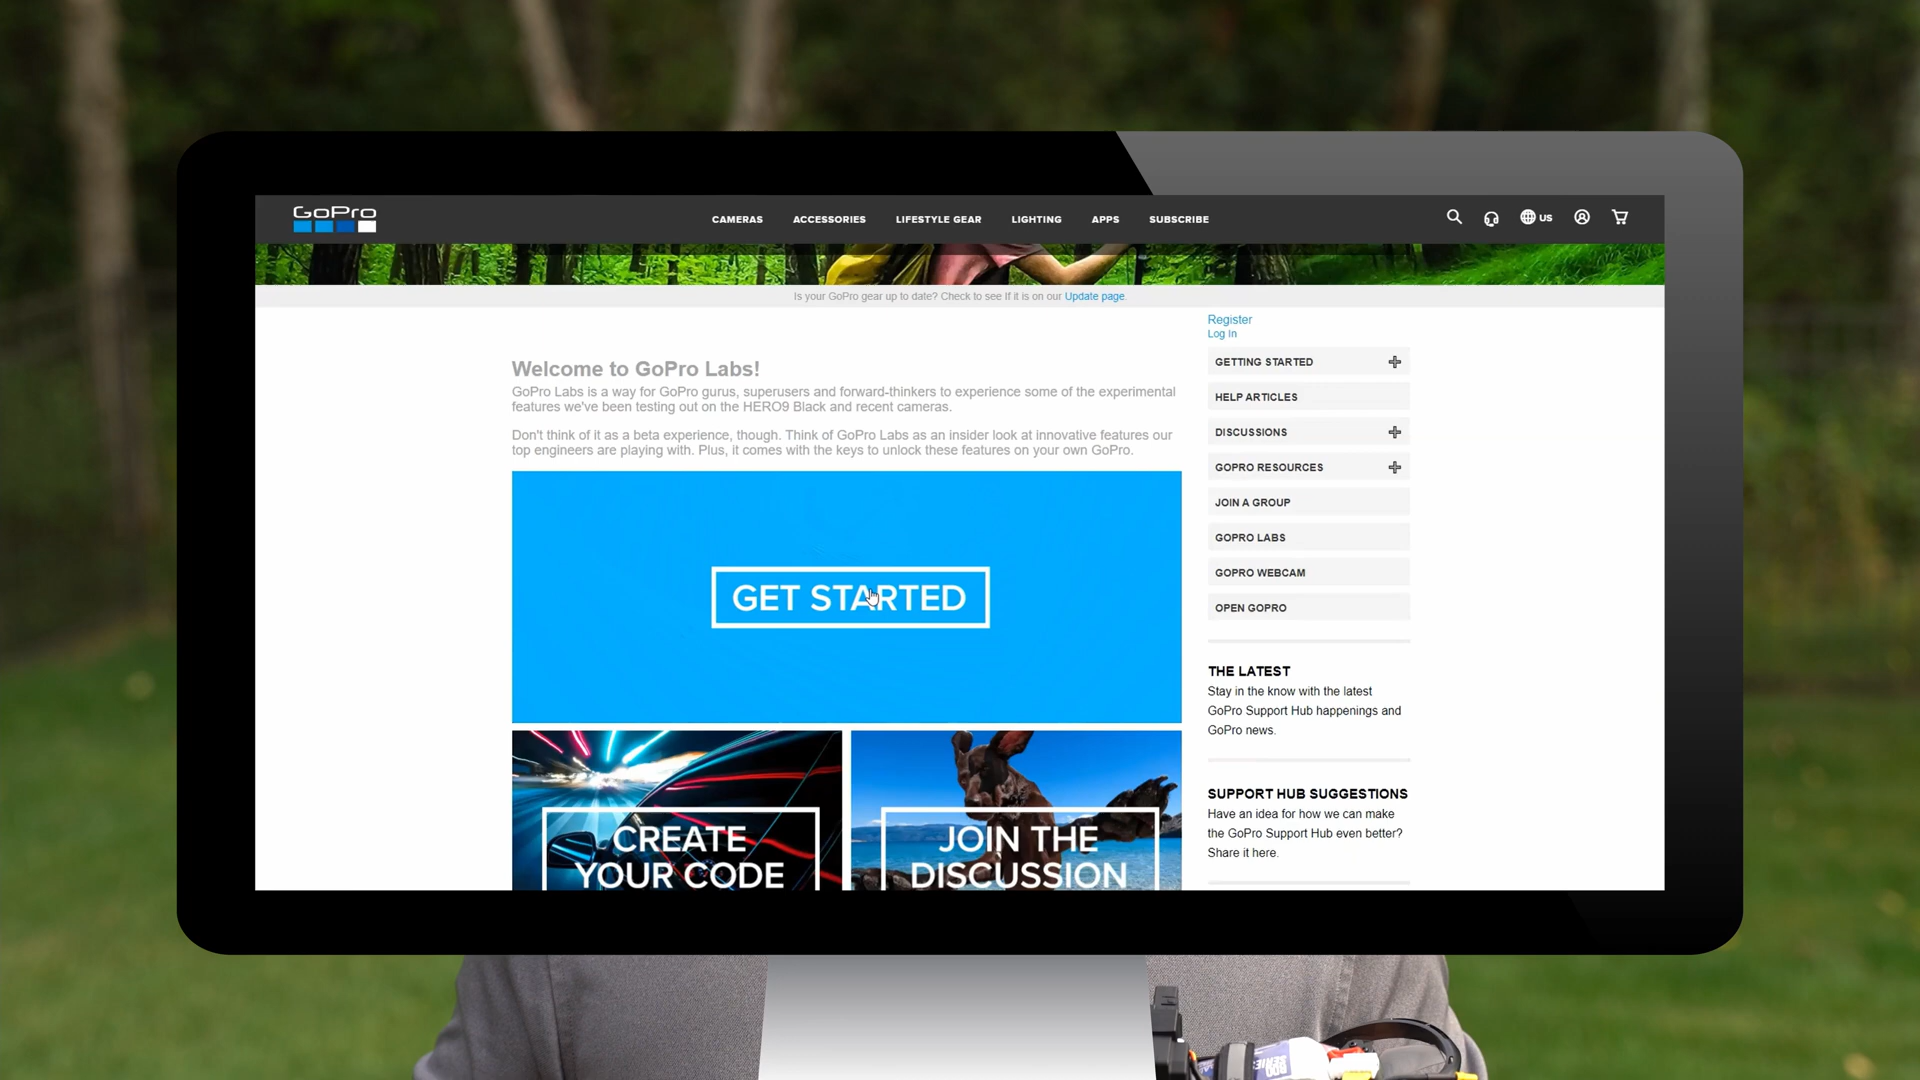 GoPro
CAMERAS
ACCESSORIES
LIFESTYLE GEAR
LIGHTING
APPS
SUBSCRIBE
US
Is your GoPro gear up to date? Check to see If it is on our Update page.
Welcome to GoPro Labs!
GoPro Labs is a way for GoPro gurus, superusers and forward-thinkers to experience some of the experimental
features we've been testing out on the HERO9 Black and recent cameras.
Don't think of it as a beta experience, though. Think of GoPro Labs as an insider look at innovative features our
top engineers are playing with. Plus, it comes with the keys to unlock these features on your own GoPro.
GET STARTED
CREATE
YOUR CODE
JOIN THE
DISCUSSION
Register
Log In
GETTING STARTED
HELP ARTICLES
DISCUSSIONS
GOPRO RESOURCES
JOIN A GROUP
GOPRO LABS
GOPRO WEBCAM
OPEN GOPRO
THE LATEST
Stay in the know with the latest
GoPro Support Hub happenings and
GoPro news.
SUPPORT HUB SUGGESTIONS
Have an idea for how we can make
the GoPro Support Hub even better?
Share it here.